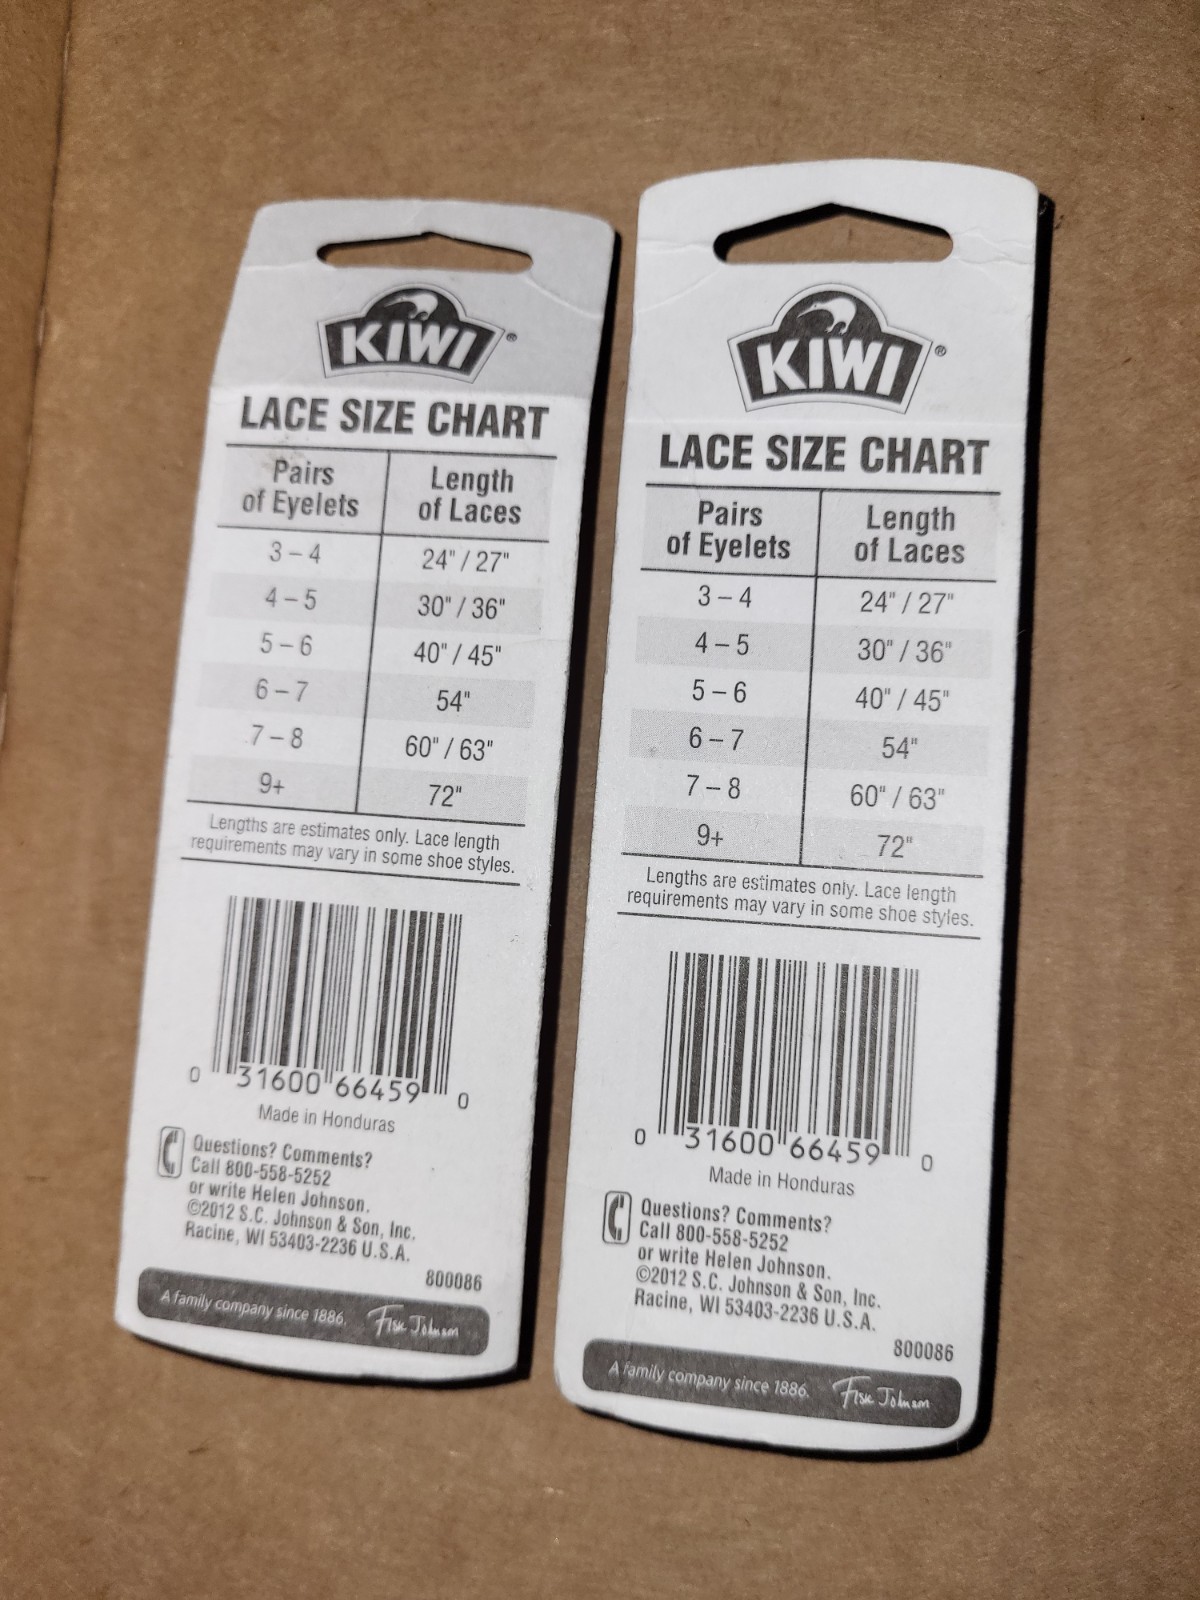 KIWI®
LACE SIZE CHART
Pairs of Eyelets Length of Laces
3 – 4 24" / 27"
4 – 5 30" / 36"
5 – 6 40" / 45"
6 – 7 54"
7 – 8 60" / 63"
9+ 72"
Lengths are estimates only. Lace length
requirements may vary in some shoe styles.
0 31600 66459 0
Made in Honduras
Questions? Comments?
Call 800-558-5252
or write Helen Johnson.
©2012 S.C. Johnson & Son, Inc.
Racine, WI 53403-2236 U.S.A.
800086
A family company since 1886. Fisk Johnson
KIWI®
LACE SIZE CHART
Pairs of Eyelets Length of Laces
3 – 4 24" / 27"
4 – 5 30" / 36"
5 – 6 40" / 45"
6 – 7 54"
7 – 8 60" / 63"
9+ 72"
Lengths are estimates only. Lace length
requirements may vary in some shoe styles.
0 31600 66459 0
Made in Honduras
Questions? Comments?
Call 800-558-5252
or write Helen Johnson.
©2012 S.C. Johnson & Son, Inc.
Racine, WI 53403-2236 U.S.A.
800086
A family company since 1886. Fisk Johnson